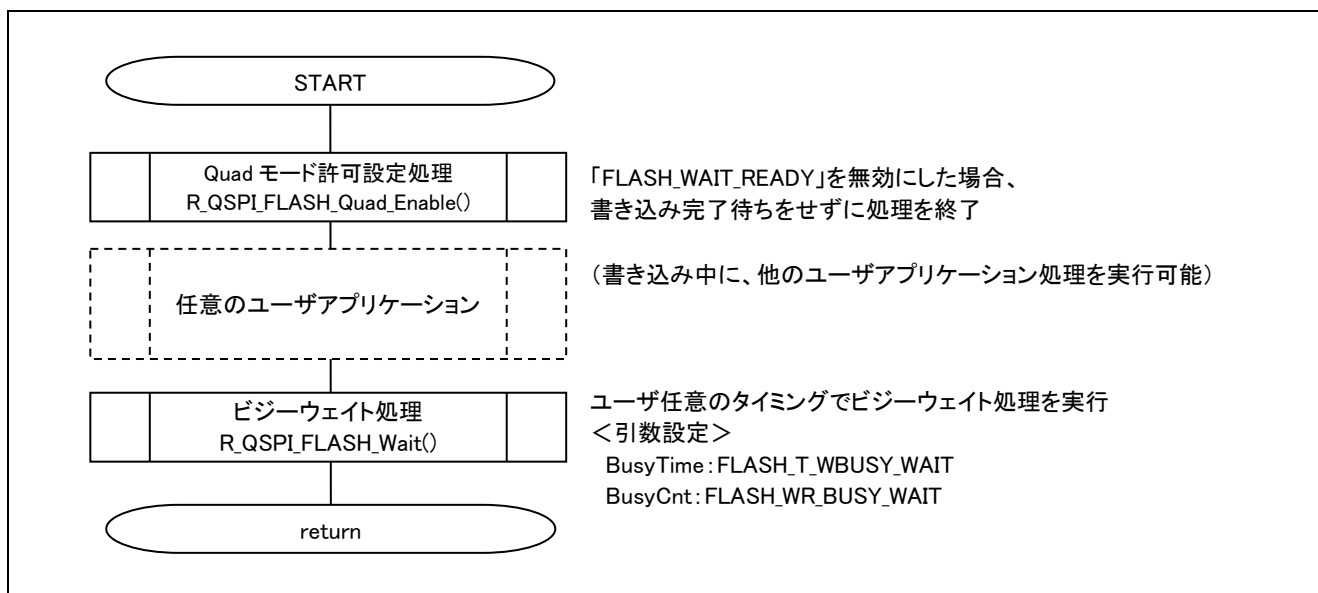 START
Quad モード許可設定処理
R_QSPI_FLASH_Quad_Enable()
「FLASH_WAIT_READY」を無効にした場合、
書き込み完了待ちをせずに処理を終了
任意のユーザアプリケーション
（書き込み中に、他のユーザアプリケーション処理を実行可能）
ビジーウェイト処理
R_QSPI_FLASH_Wait()
ユーザ任意のタイミングでビジーウェイト処理を実行
＜引数設定＞
BusyTime：FLASH_T_WBUSY_WAIT
BusyCnt：FLASH_WR_BUSY_WAIT
return